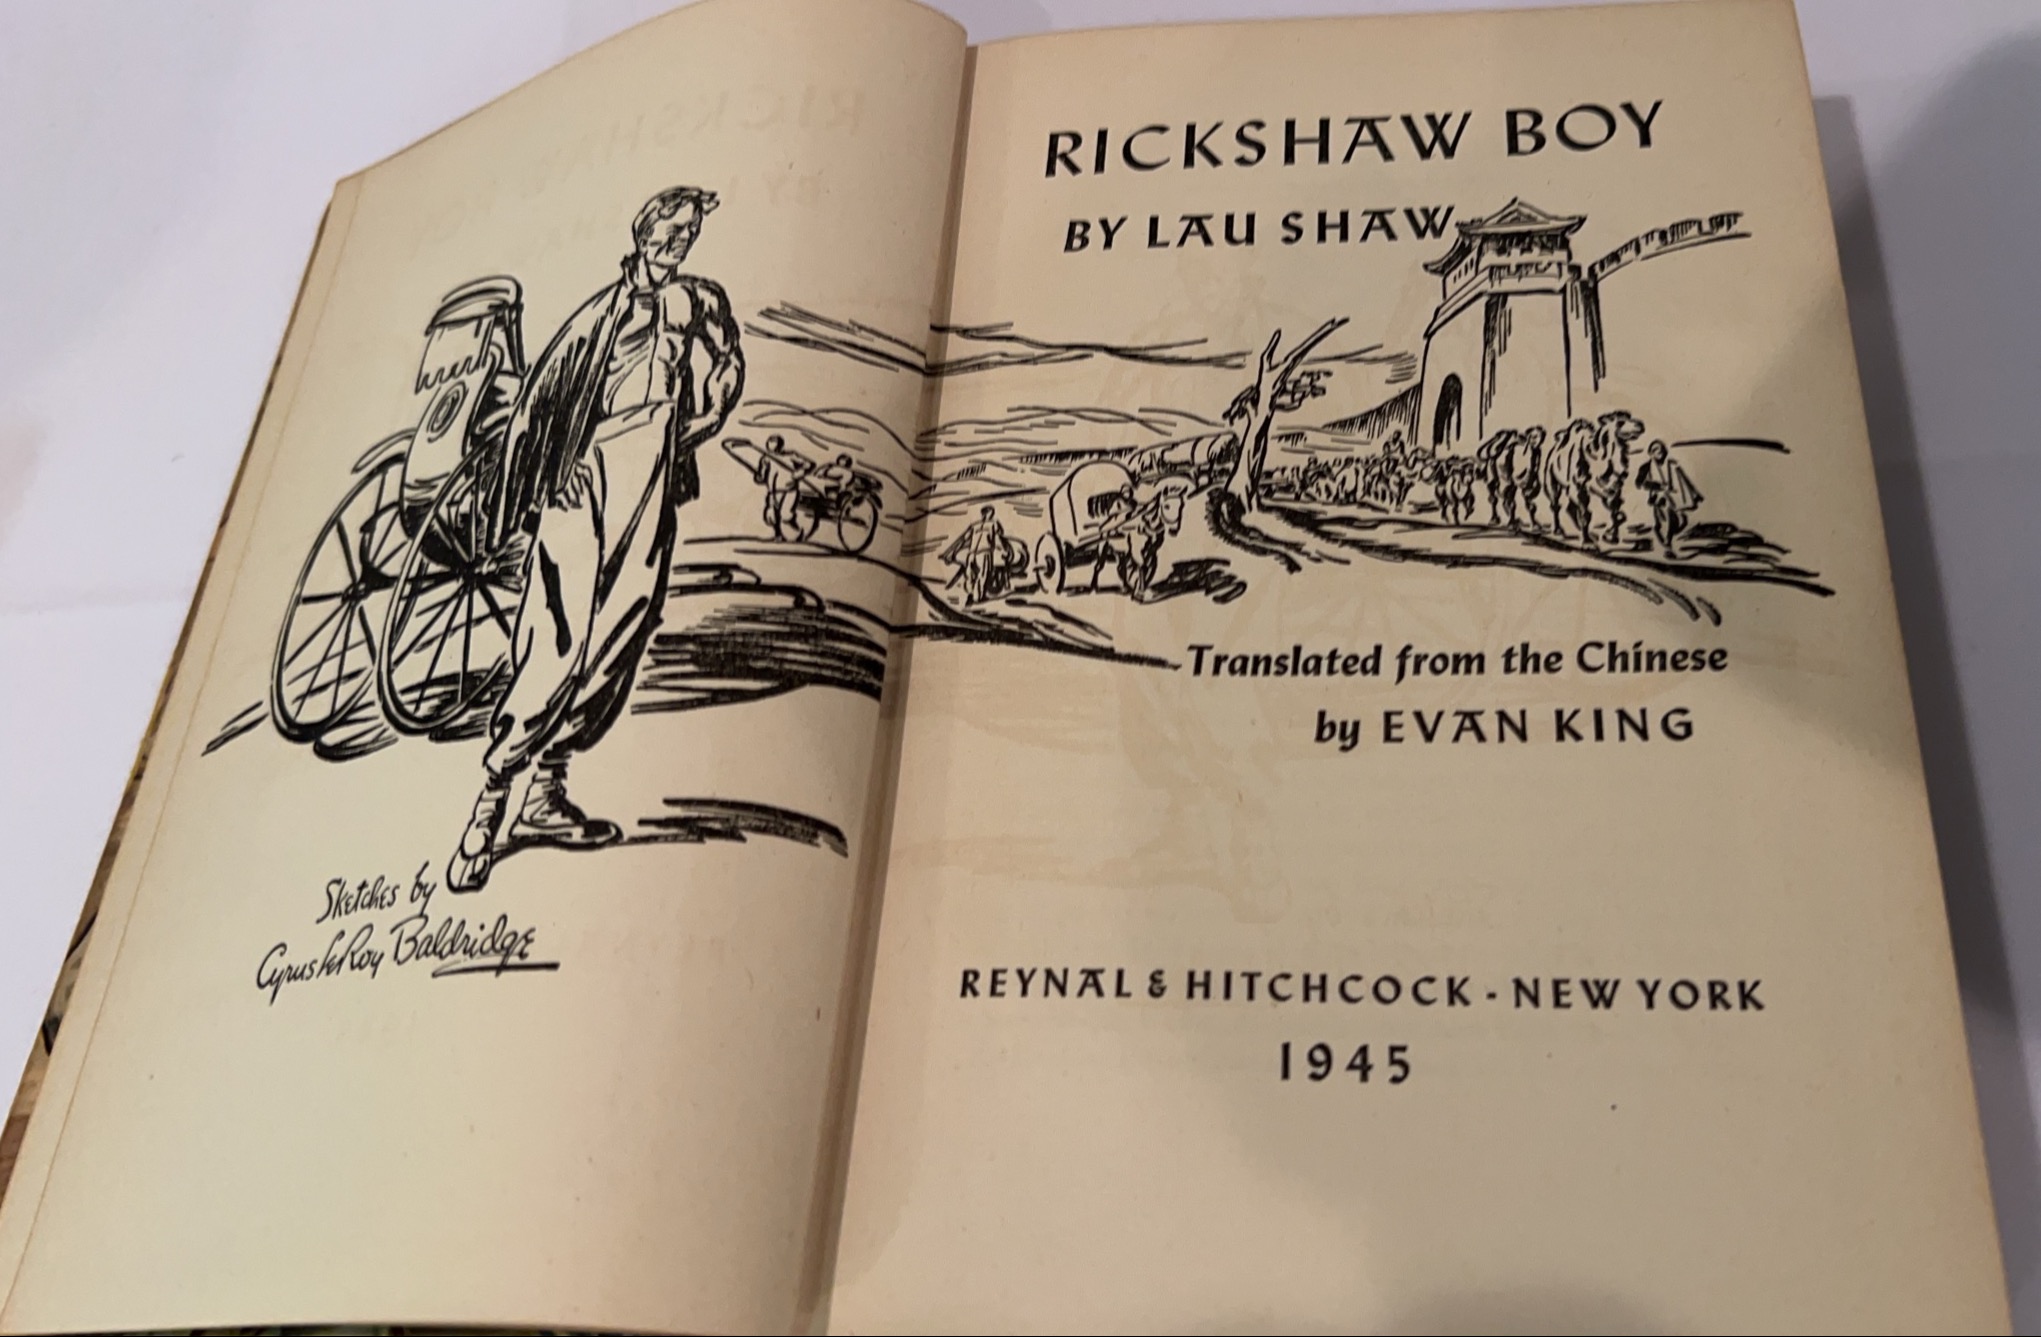 Sketches by
Cyrus LeRoy Baldridge
RICKSHAW BOY
BY LAU SHAW
Translated from the Chinese
by EVAN KING
REYNAL & HITCHCOCK - NEW YORK
1945